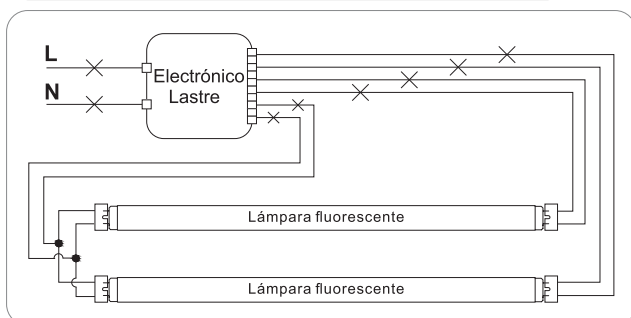 L
N
Electrónico
Lastre
Lámpara fluorescente
Lámpara fluorescente